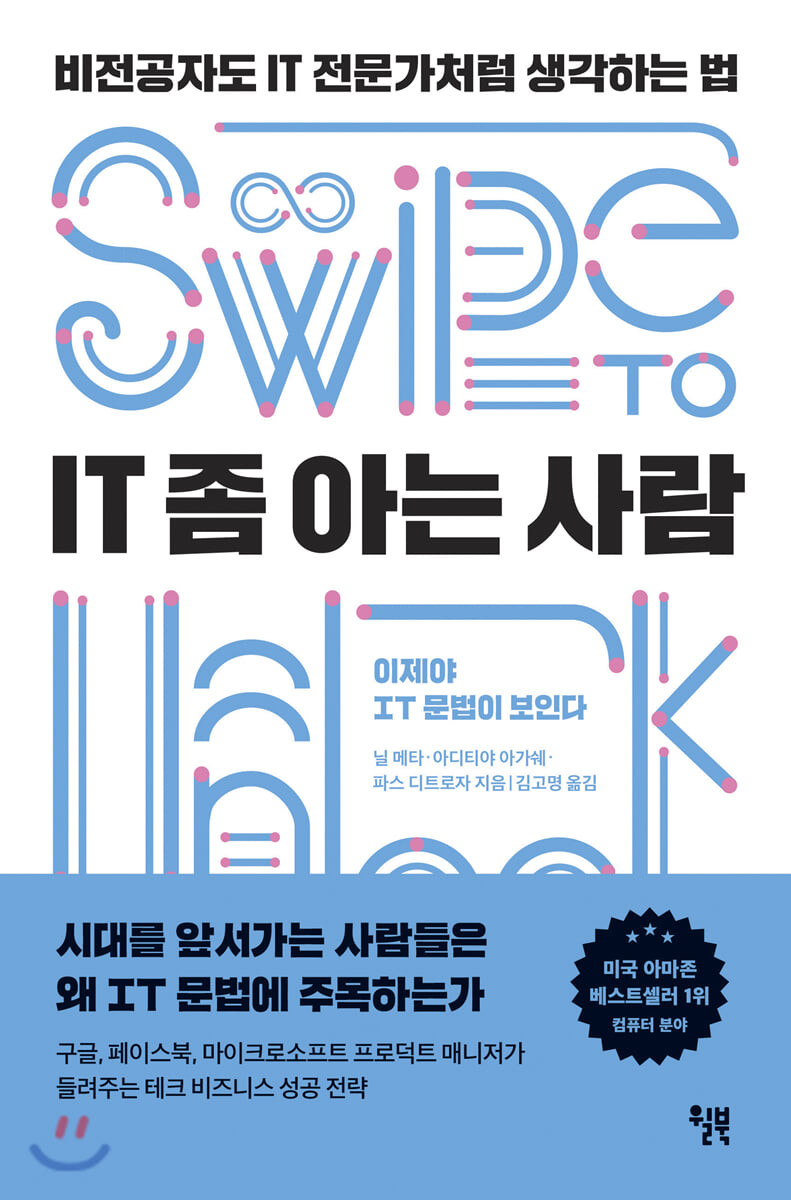 비전공자도 IT 전문가처럼 생각하는 법
SWIPE
TO
IT 좀 아는 사람
Unlock
이제야
IT 문법이 보인다
닐 메타·아디티야 아가쉐·
파스 디트로자 지음 | 김고명 옮김
시대를 앞서가는 사람들은
왜 IT 문법에 주목하는가
구글, 페이스북, 마이크로소프트 프로덕트 매니저가
들려주는 테크 비즈니스 성공 전략
미국 아마존
베스트셀러 1위
컴퓨터 분야
윌북